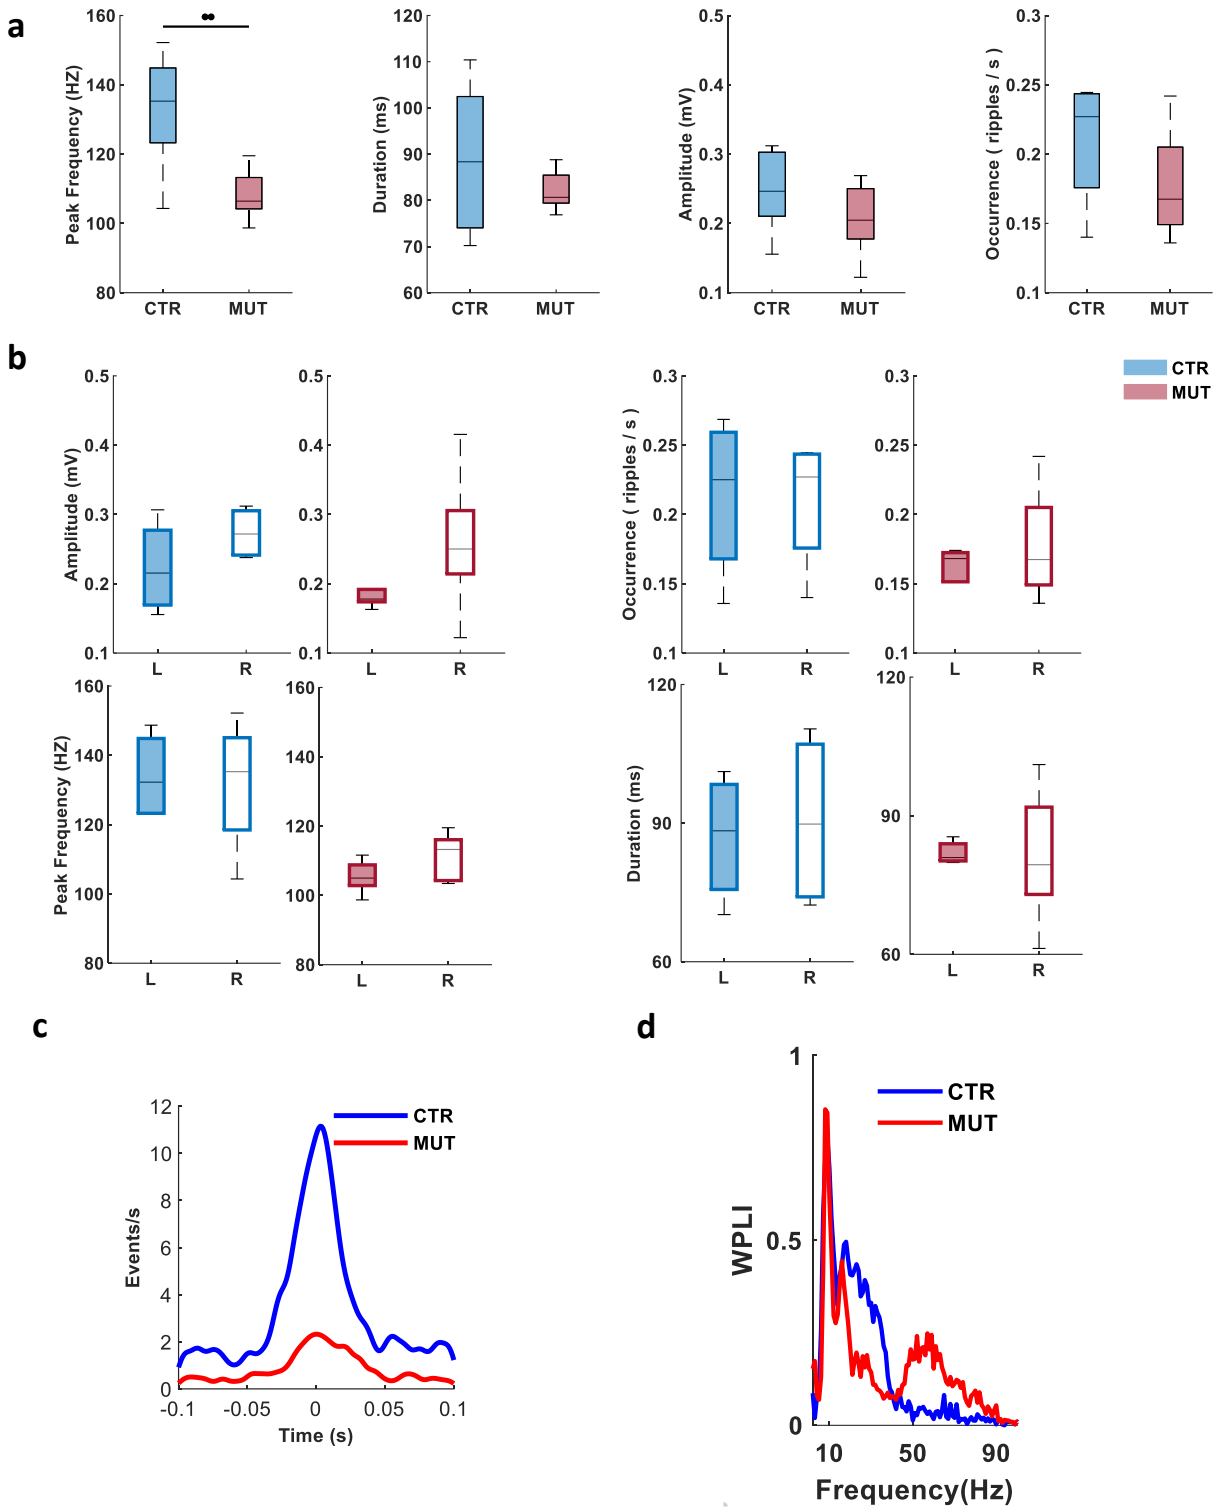 a
Peak Frequency (HZ)
160
140
120
100
80
CTR MUT
••
Duration (ms)
120
110
100
90
80
70
60
CTR MUT
Amplitude (mV)
0.5
0.4
0.3
0.2
0.1
CTR MUT
Occurrence ( ripples / s )
0.3
0.25
0.2
0.15
0.1
CTR MUT
b
CTR
MUT
Amplitude (mV)
0.5
0.4
0.3
0.2
0.1
L R
0.5
0.4
0.3
0.2
0.1
L R
Occurrence ( ripples / s )
0.3
0.25
0.2
0.15
0.1
L R
0.3
0.25
0.2
0.15
0.1
L R
Peak Frequency (HZ)
160
140
120
100
80
L R
160
140
120
100
80
L R
Duration (ms)
120
90
60
L R
120
90
60
L R
c
CTR
MUT
Events/s
12
10
8
6
4
2
0
-0.1 -0.05 0 0.05 0.1
Time (s)
d
CTR
MUT
WPLI
1
0.5
0
10 50 90
Frequency(Hz)